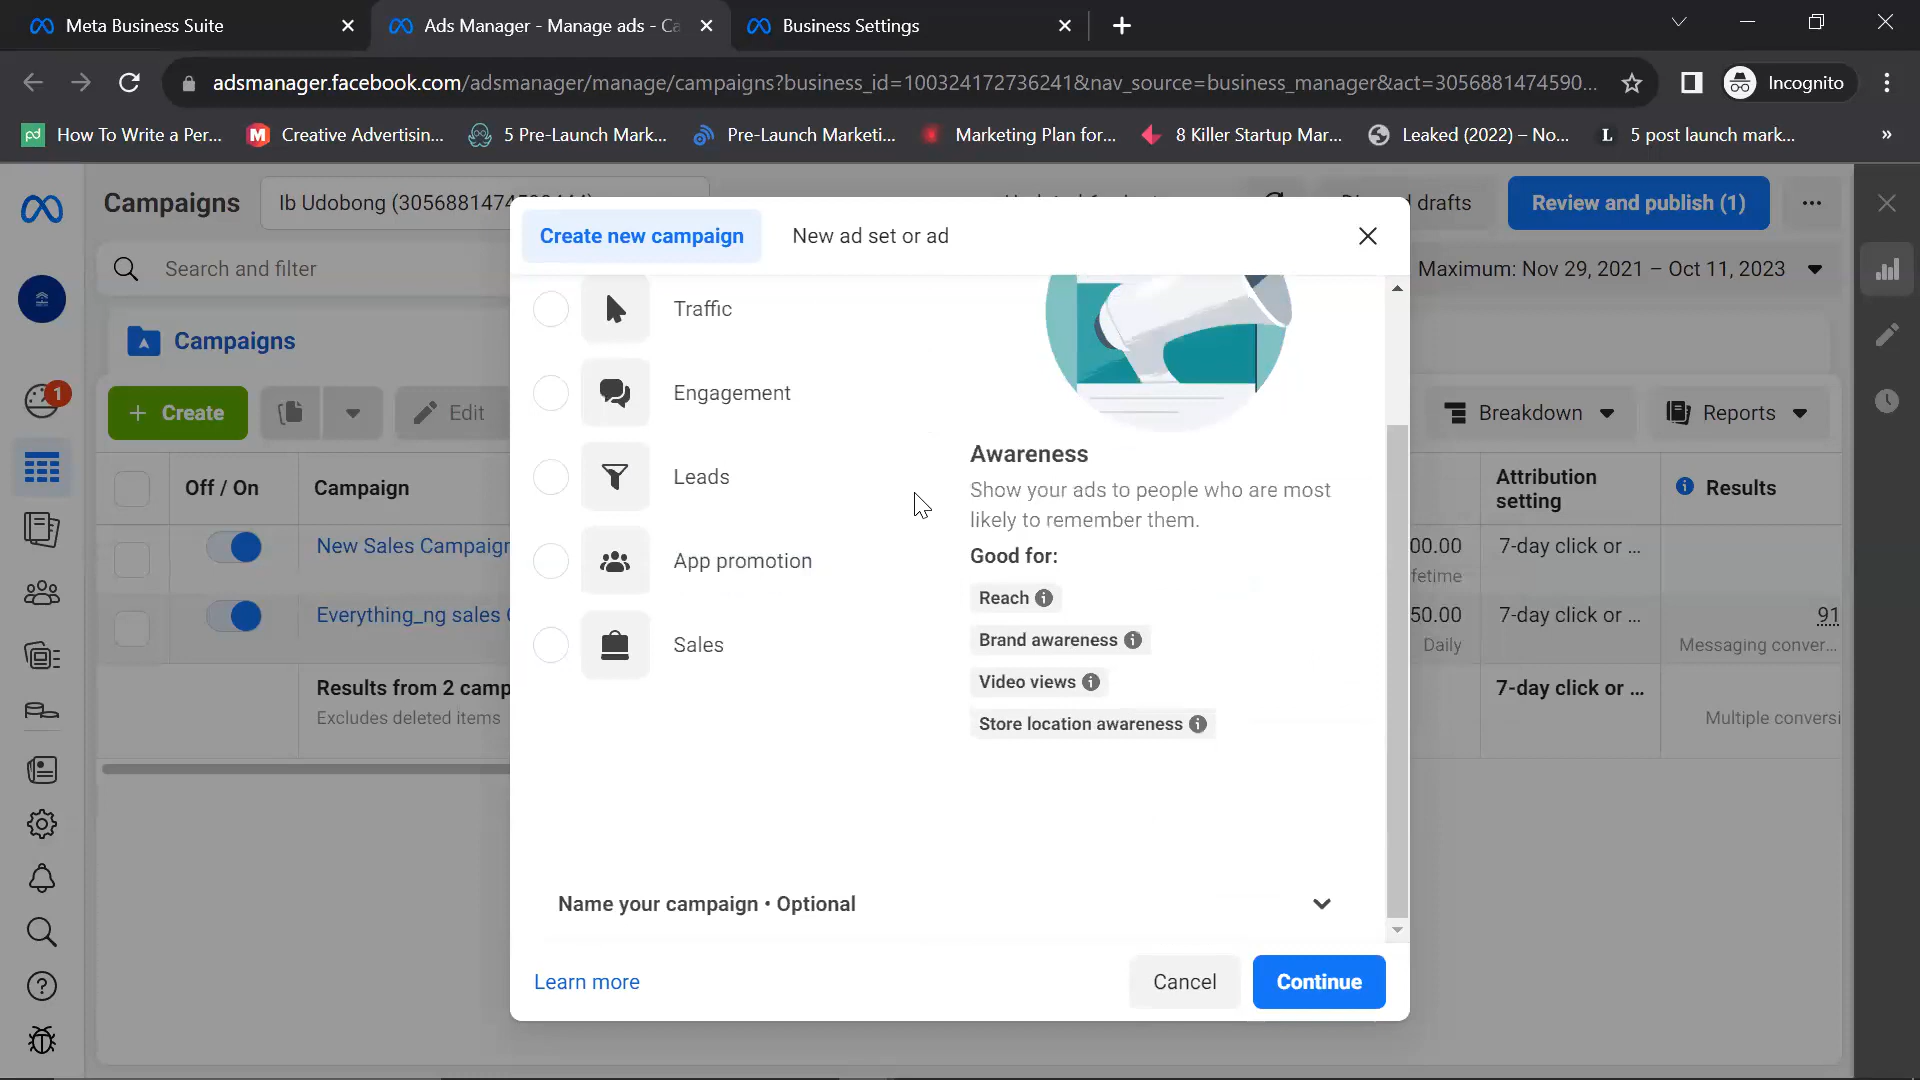 Meta Business Suite
Ads Manager - Manage ads - Ca
Business Settings
adsmanager.facebook.com/adsmanager/manage/campaigns?business_id=100324172736241&nav_source=business_manager&act=3056881474590...
Incognito
pd How To Write a Per...
M Creative Advertisin...
5 Pre-Launch Mark...
Pre-Launch Marketi...
Marketing Plan for...
8 Killer Startup Mar...
Leaked (2022) – No...
L 5 post launch mark...
»
Campaigns
Ib Udobong
drafts
Review and publish (1)
Create new campaign
New ad set or ad
Search and filter
Maximum: Nov 29, 2021 – Oct 11, 2023
Traffic
Campaigns
1
Engagement
+ Create
Edit
Breakdown
Reports
Awareness
Show your ads to people who are most
likely to remember them.
Off / On
Campaign
Leads
Attribution
setting
Results
Good for:
New Sales Campaign
App promotion
00.00
7-day click or ...
fetime
Reach
Everything_ng sales
Sales
Brand awareness
50.00
7-day click or ...
91
Daily
Messaging conver...
Video views
Results from 2 camp
7-day click or ...
Excludes deleted items
Multiple conversi
Store location awareness
Name your campaign • Optional
Learn more
Cancel
Continue